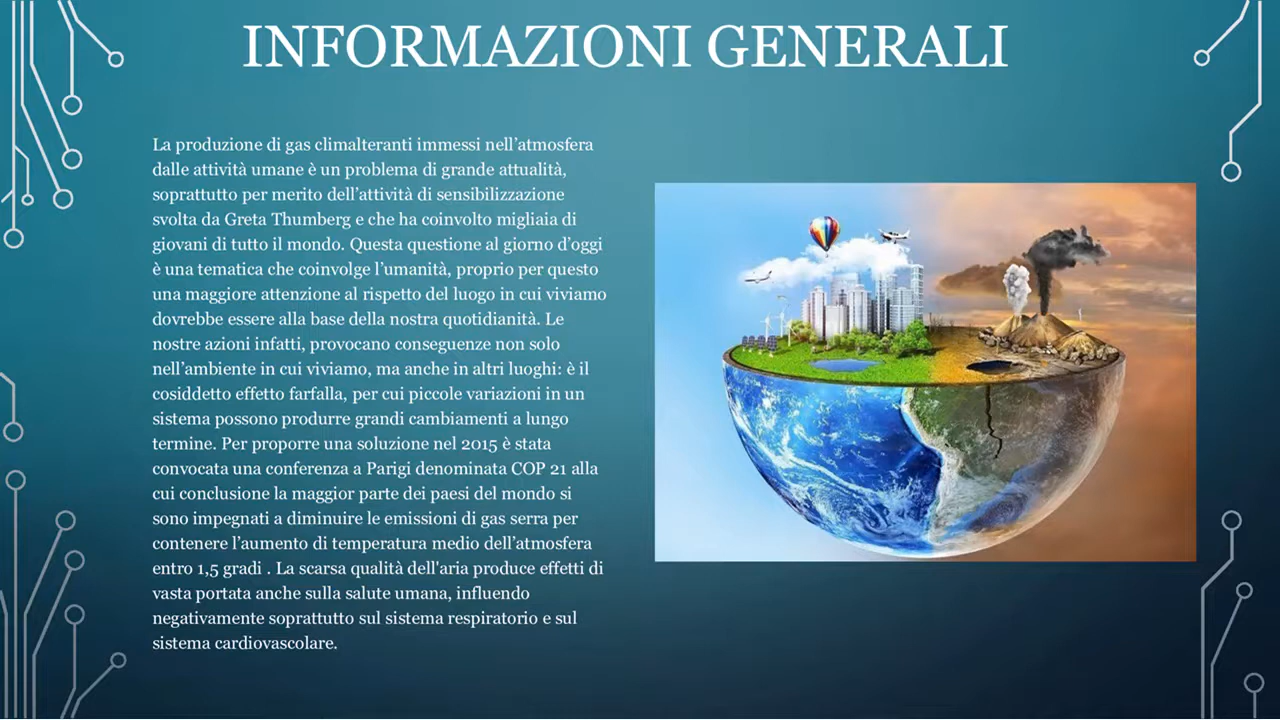 INFORMAZIONI GENERALI
La produzione di gas climalteranti immessi nell’atmosfera
dalle attività umane è un problema di grande attualità,
soprattutto per merito dell’attività di sensibilizzazione
svolta da Greta Thumberg e che ha coinvolto migliaia di
giovani di tutto il mondo. Questa questione al giorno d’oggi
è una tematica che coinvolge l’umanità, proprio per questo
una maggiore attenzione al rispetto del luogo in cui viviamo
dovrebbe essere alla base della nostra quotidianità. Le
nostre azioni infatti, provocano conseguenze non solo
nell’ambiente in cui viviamo, ma anche in altri luoghi: è il
cosiddetto effetto farfalla, per cui piccole variazioni in un
sistema possono produrre grandi cambiamenti a lungo
termine. Per proporre una soluzione nel 2015 è stata
convocata una conferenza a Parigi denominata COP 21 alla
cui conclusione la maggior parte dei paesi del mondo si
sono impegnati a diminuire le emissioni di gas serra per
contenere l’aumento di temperatura medio dell’atmosfera
entro 1,5 gradi . La scarsa qualità dell'aria produce effetti di
vasta portata anche sulla salute umana, influendo
negativamente soprattutto sul sistema respiratorio e sul
sistema cardiovascolare.